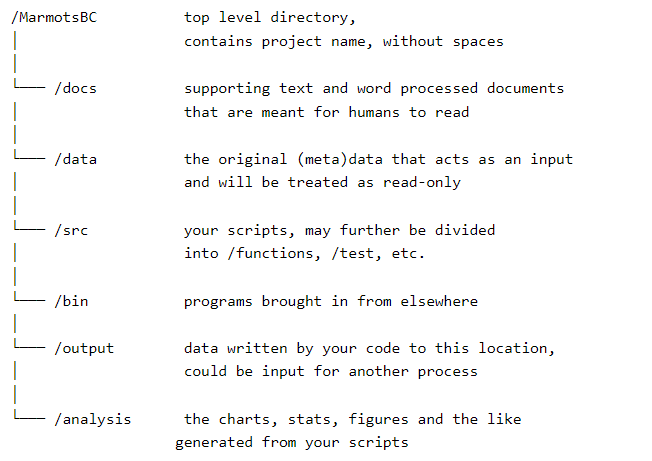 /MarmotsBC top level directory,
contains project name, without spaces
/docs supporting text and word processed documents
that are meant for humans to read
/data the original (meta)data that acts as an input
and will be treated as read-only
/src your scripts, may further be divided
into /functions, /test, etc.
/bin programs brought in from elsewhere
/output data written by your code to this location,
could be input for another process
/analysis the charts, stats, figures and the like
generated from your scripts